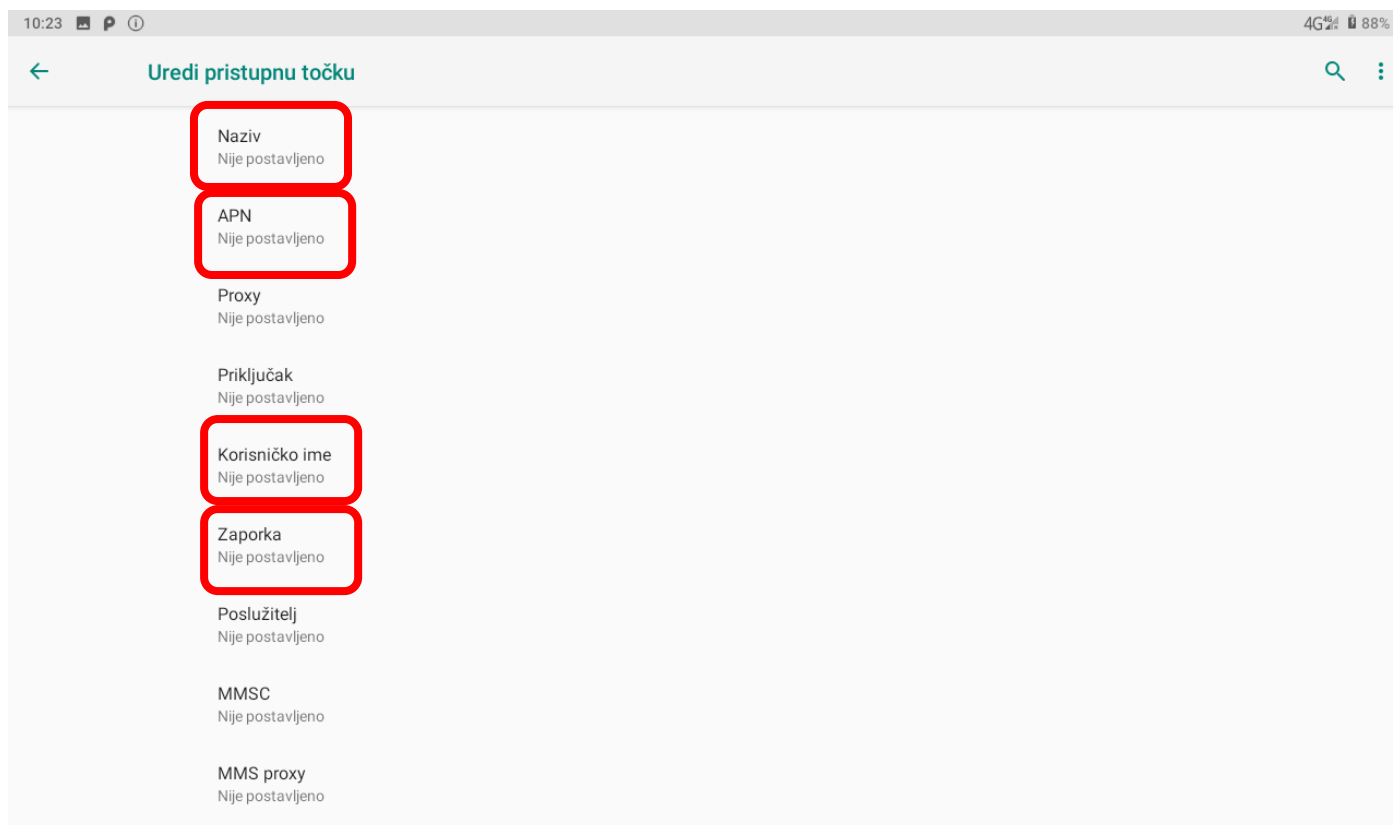 10:23 4G 4G 88%
Uredi pristupnu točku
Naziv
Nije postavljeno
APN
Nije postavljeno
Proxy
Nije postavljeno
Priključak
Nije postavljeno
Korisničko ime
Nije postavljeno
Zaporka
Nije postavljeno
Poslužitelj
Nije postavljeno
MMSC
Nije postavljeno
MMS proxy
Nije postavljeno